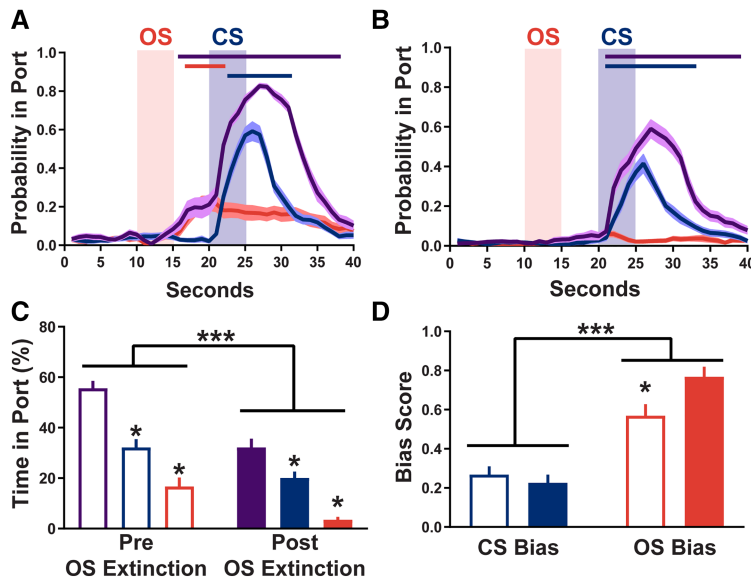 A
OS CS
Probability in Port
1.0
0.8
0.6
0.4
0.2
0.0
0 5 10 15 20 25 30 35 40
Seconds
B
OS CS
Probability in Port
1.0
0.8
0.6
0.4
0.2
0.0
0 5 10 15 20 25 30 35 40
Seconds
C
Time in Port (%)
80
60
40
20
0
***
* *
* *
Pre
OS Extinction
Post
OS Extinction
D
Bias Score
1.0
0.8
0.6
0.4
0.2
0.0
***
*
CS Bias OS Bias